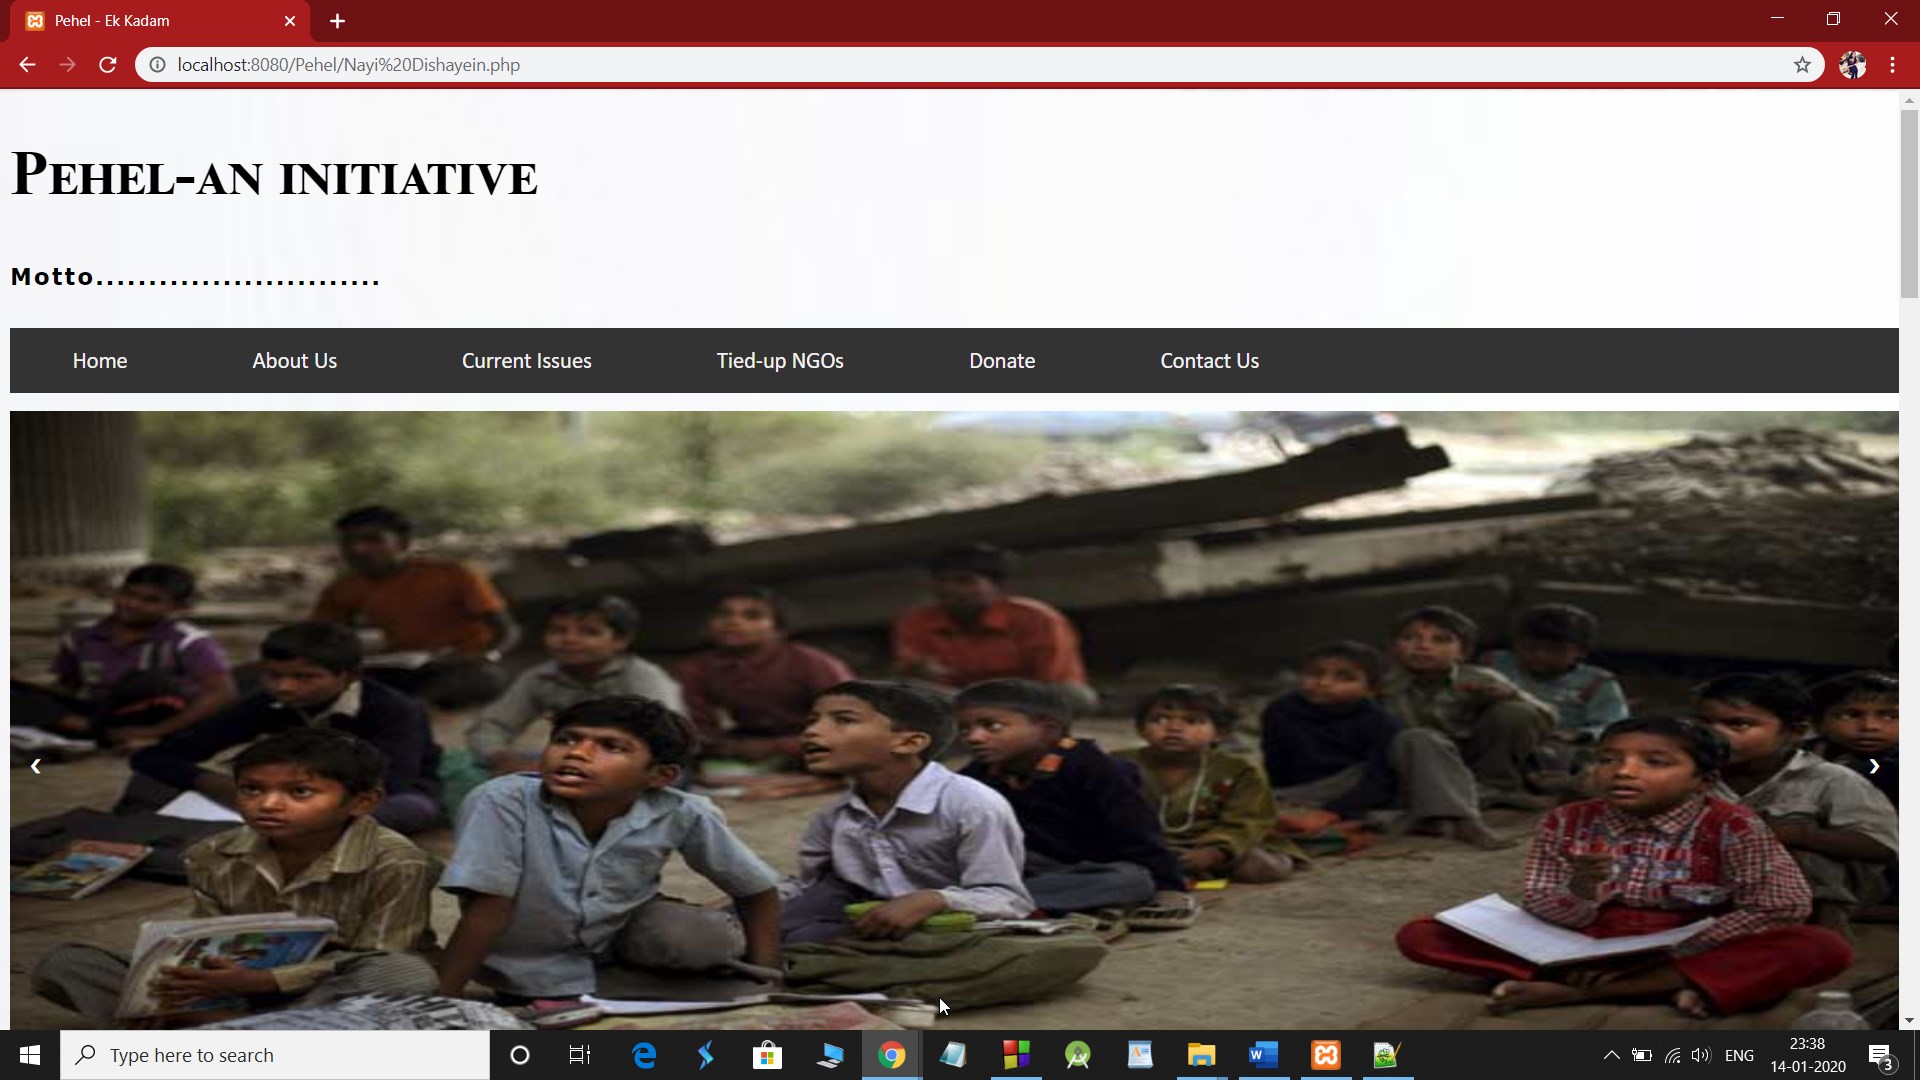 Pehel - Ek Kadam
localhost:8080/Pehel/Nayi%20Dishayein.php
Pehel-an initiative
Motto...........................
Home About Us Current Issues Tied-up NGOs Donate Contact Us
Type here to search
ENG
23:38
14-01-2020
3